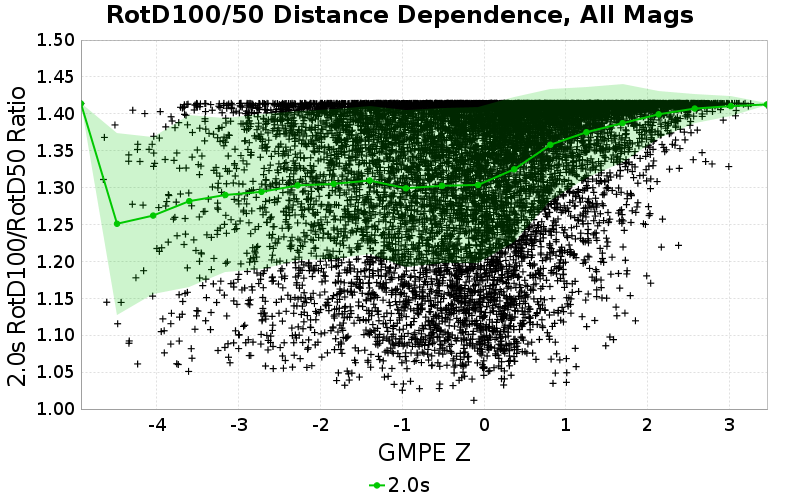 RotD100/50 Distance Dependence, All Mags
2.0s RotD100/RotD50 Ratio
1.50
1.45
1.40
1.35
1.30
1.25
1.20
1.15
1.10
1.05
1.00
-4 -3 -2 -1 0 1 2 3
GMPE Z
2.0s